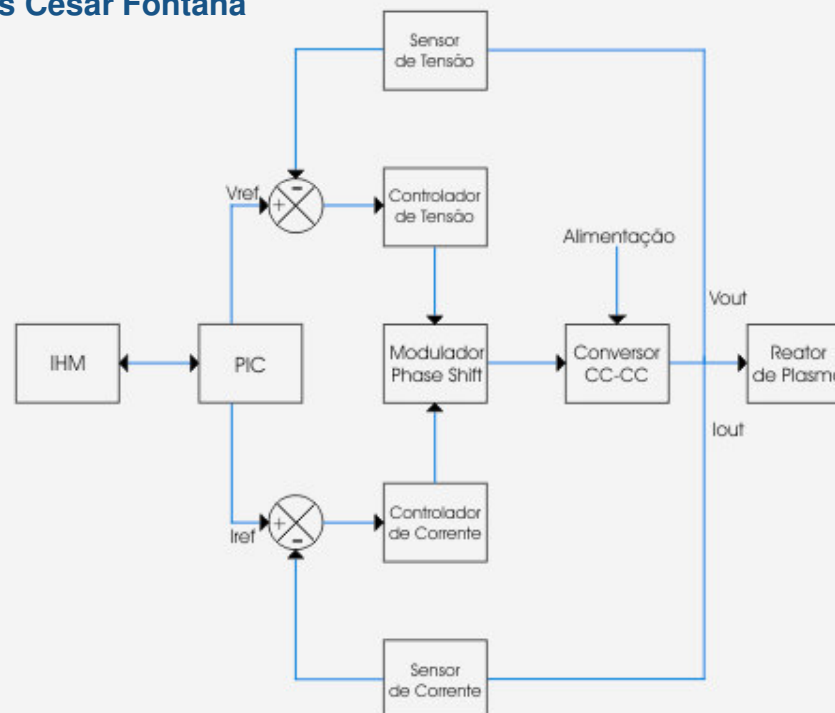 s Cesar Fontana
Sensor
de Tensão
Vref
-
+
Controlador
de Tensão
Alimentação
Vout
IHM
PIC
Modulador
Phase Shift
Conversor
CC-CC
Reator
de Plasma
Iout
+
-
Iref
Controlador
de Corrente
Sensor
de Corrente